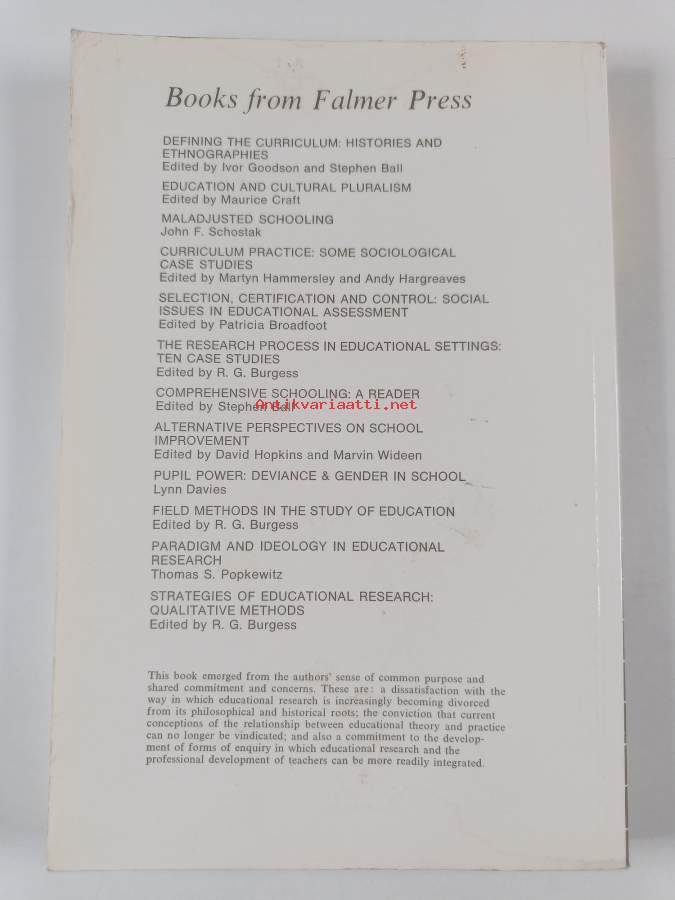 Books from Falmer Press
DEFINING THE CURRICULUM: HISTORIES AND
ETHNOGRAPHIES
Edited by Ivor Goodson and Stephen Ball
EDUCATION AND CULTURAL PLURALISM
Edited by Maurice Craft
MALADJUSTED SCHOOLING
John F. Schostak
CURRICULUM PRACTICE: SOME SOCIOLOGICAL
CASE STUDIES
Edited by Martyn Hammersley and Andy Hargreaves
SELECTION, CERTIFICATION AND CONTROL: SOCIAL
ISSUES IN EDUCATIONAL ASSESSMENT
Edited by Patricia Broadfoot
THE RESEARCH PROCESS IN EDUCATIONAL SETTINGS:
TEN CASE STUDIES
Edited by R. G. Burgess
COMPREHENSIVE SCHOOLING: A READER
Antikvariaatti.net
Edited by Stephen Ball
ALTERNATIVE PERSPECTIVES ON SCHOOL
IMPROVEMENT
Edited by David Hopkins and Marvin Wideen
PUPIL POWER: DEVIANCE & GENDER IN SCHOOL
Lynn Davies
FIELD METHODS IN THE STUDY OF EDUCATION
Edited by R. G. Burgess
PARADIGM AND IDEOLOGY IN EDUCATIONAL
RESEARCH
Thomas S. Popkewitz
STRATEGIES OF EDUCATIONAL RESEARCH:
QUALITATIVE METHODS
Edited by R. G. Burgess
This book emerged from the authors' sense of common purpose and
shared commitment and concerns. These are: a dissatisfaction with the
way in which educational research is increasingly becoming divorced
from its philosophical and historical roots; the conviction that current
conceptions of the relationship between educational theory and practice
can no longer be vindicated; and also a commitment to the develop-
ment of forms of enquiry in which educational research and the
professional development of teachers can be more readily integrated.